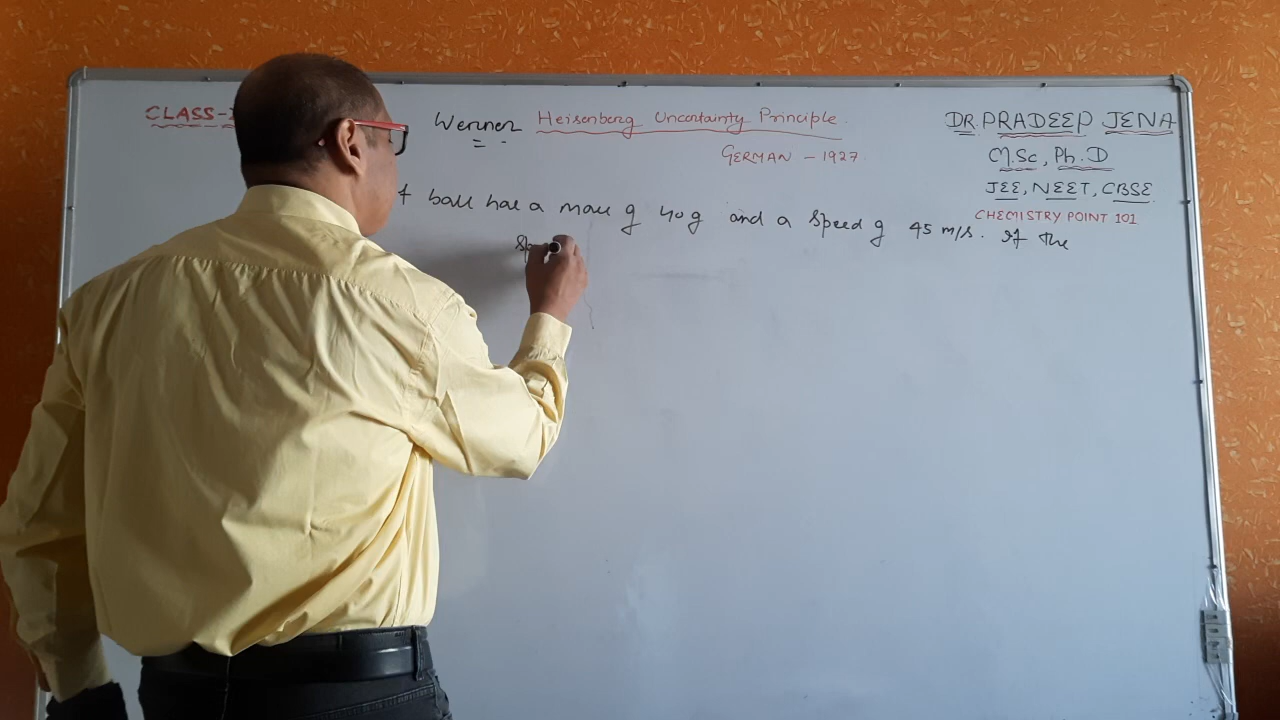 CLASS-
Werner Heisenberg Uncertainty Principle
GERMAN - 1927
DR PRADEEP JENA
M.Sc, Ph.D
JEE, NEET, CBSE
CHEMISTRY POINT 101
ball has a mass of 40g and a speed of 45 m/s. If the